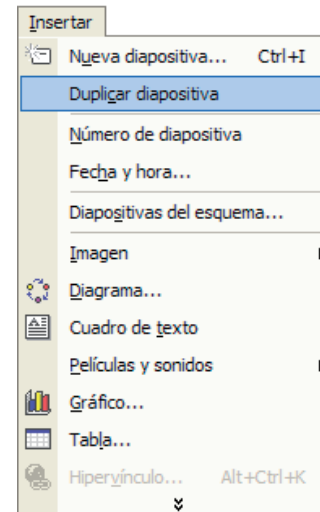 Insertar
Nueva diapositiva... Ctrl+I
Duplicar diapositiva
Número de diapositiva
Fecha y hora...
Diapositivas del esquema...
Imagen
Diagrama...
Cuadro de texto
Películas y sonidos
Gráfico...
Tabla...
Hipervínculo... Alt+Ctrl+K